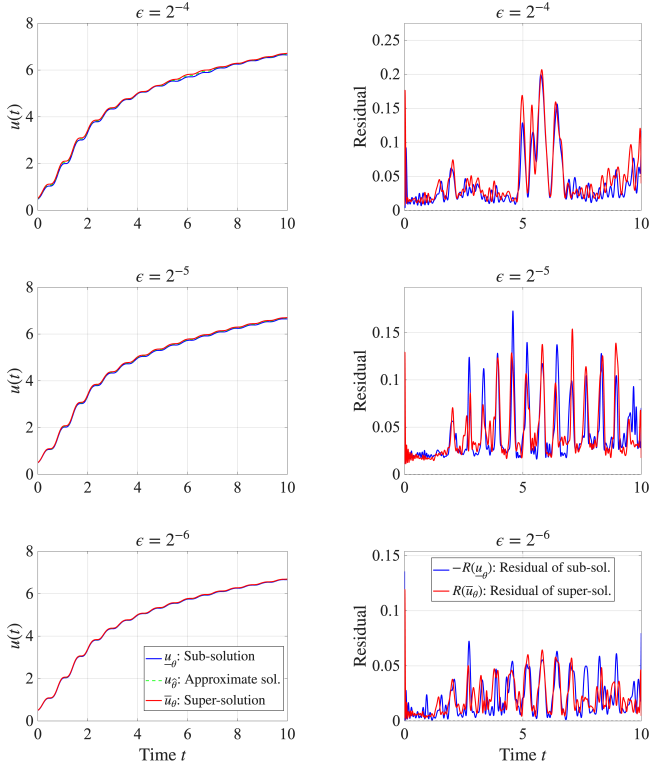 ϵ = 2⁻⁴
u(t)
8
6
4
2
0
0 2 4 6 8 10
ϵ = 2⁻⁴
Residual
0.25
0.2
0.15
0.1
0.05
0
0 5 10
ϵ = 2⁻⁵
u(t)
8
6
4
2
0
0 2 4 6 8 10
ϵ = 2⁻⁵
Residual
0.15
0.1
0.05
0
0 5 10
ϵ = 2⁻⁶
u(t)
8
6
4
2
0
0 2 4 6 8 10
Time t
u̲_θ: Sub-solution
u_θ̂: Approximate sol.
u̅_θ: Super-solution
ϵ = 2⁻⁶
Residual
0.15
0.1
0.05
0
0 5 10
Time t
−R(u̲_θ): Residual of sub-sol.
R(u̅_θ): Residual of super-sol.